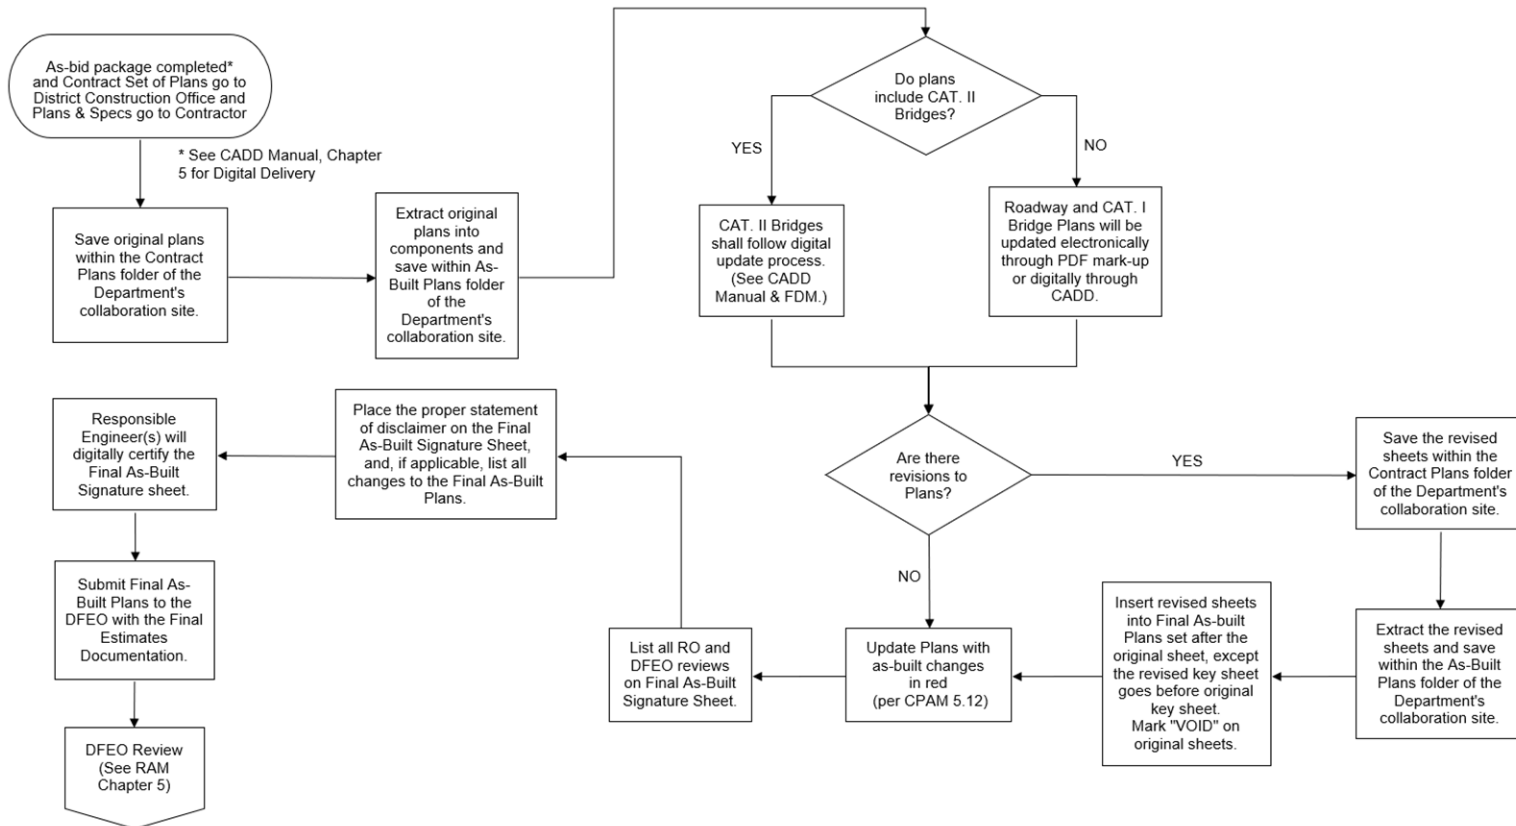 As-bid package completed*
and Contract Set of Plans go to
District Construction Office and
Plans & Specs go to Contractor
* See CADD Manual, Chapter
5 for Digital Delivery
Save original plans
within the Contract
Plans folder of the
Department's
collaboration site.
Extract original
plans into
components and
save within As-
Built Plans folder
of the
Department's
collaboration site.
Do plans
include CAT. II
Bridges?
YES
NO
CAT. II Bridges
shall follow digital
update process.
(See CADD
Manual & FDM.)
Roadway and CAT. I
Bridge Plans will be
updated electronically
through PDF mark-up
or digitally through
CADD.
Are there
revisions to
Plans?
YES
NO
Save the revised
sheets within the
Contract Plans folder
of the Department's
collaboration site.
Extract the revised
sheets and save
within the As-Built
Plans folder of the
Department's
collaboration site.
Insert revised sheets
into Final As-built
Plans set after the
original sheet, except
the revised key sheet
goes before original
key sheet.
Mark "VOID" on
original sheets.
Update Plans with
as-built changes
in red
(per CPAM 5.12)
List all RO and
DFEO reviews
on Final As-Built
Signature Sheet.
Place the proper statement
of disclaimer on the Final
As-Built Signature Sheet,
and, if applicable, list all
changes to the Final As-Built
Plans.
Responsible
Engineer(s) will
digitally certify the
Final As-Built
Signature sheet.
Submit Final As-
Built Plans to the
DFEO with the Final
Estimates
Documentation.
DFEO Review
(See RAM
Chapter 5)